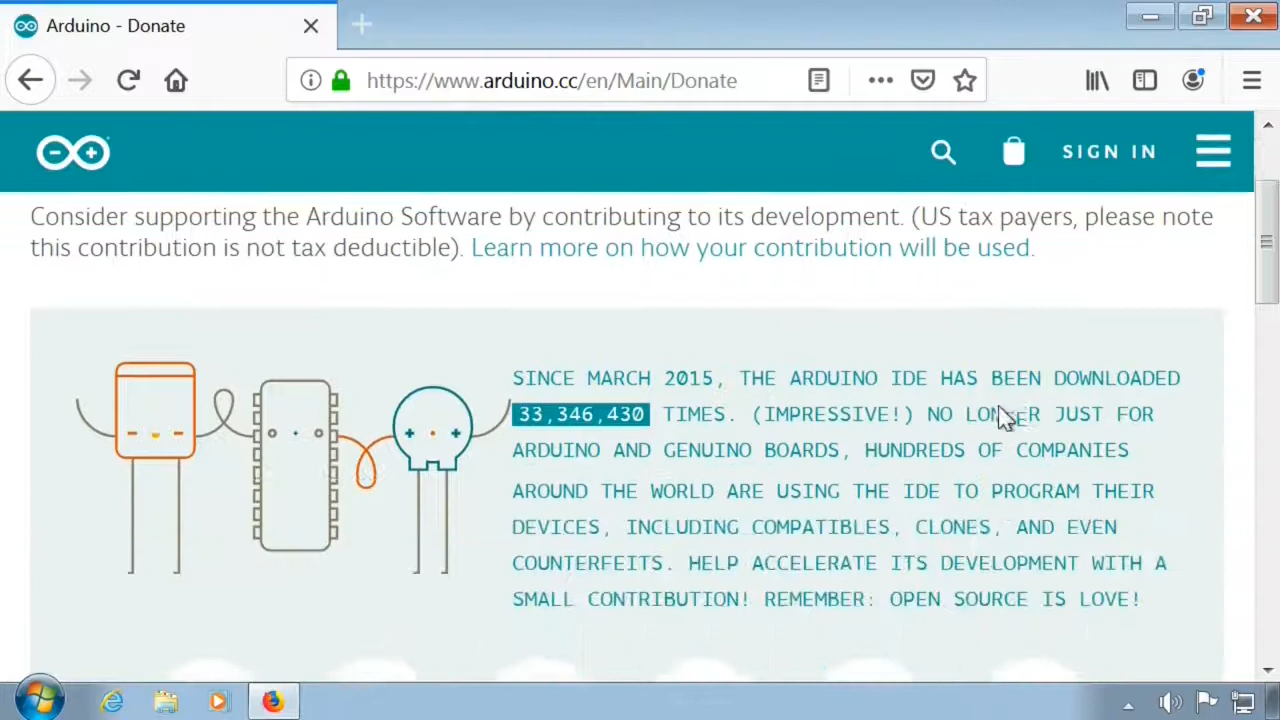 Arduino - Donate
https://www.arduino.cc/en/Main/Donate
SIGN IN
Consider supporting the Arduino Software by contributing to its development. (US tax payers, please note
this contribution is not tax deductible). Learn more on how your contribution will be used.
SINCE MARCH 2015, THE ARDUINO IDE HAS BEEN DOWNLOADED
33,346,430 TIMES. (IMPRESSIVE!) NO LONGER JUST FOR
ARDUINO AND GENUINO BOARDS, HUNDREDS OF COMPANIES
AROUND THE WORLD ARE USING THE IDE TO PROGRAM THEIR
DEVICES, INCLUDING COMPATIBLES, CLONES, AND EVEN
COUNTERFEITS. HELP ACCELERATE ITS DEVELOPMENT WITH A
SMALL CONTRIBUTION! REMEMBER: OPEN SOURCE IS LOVE!